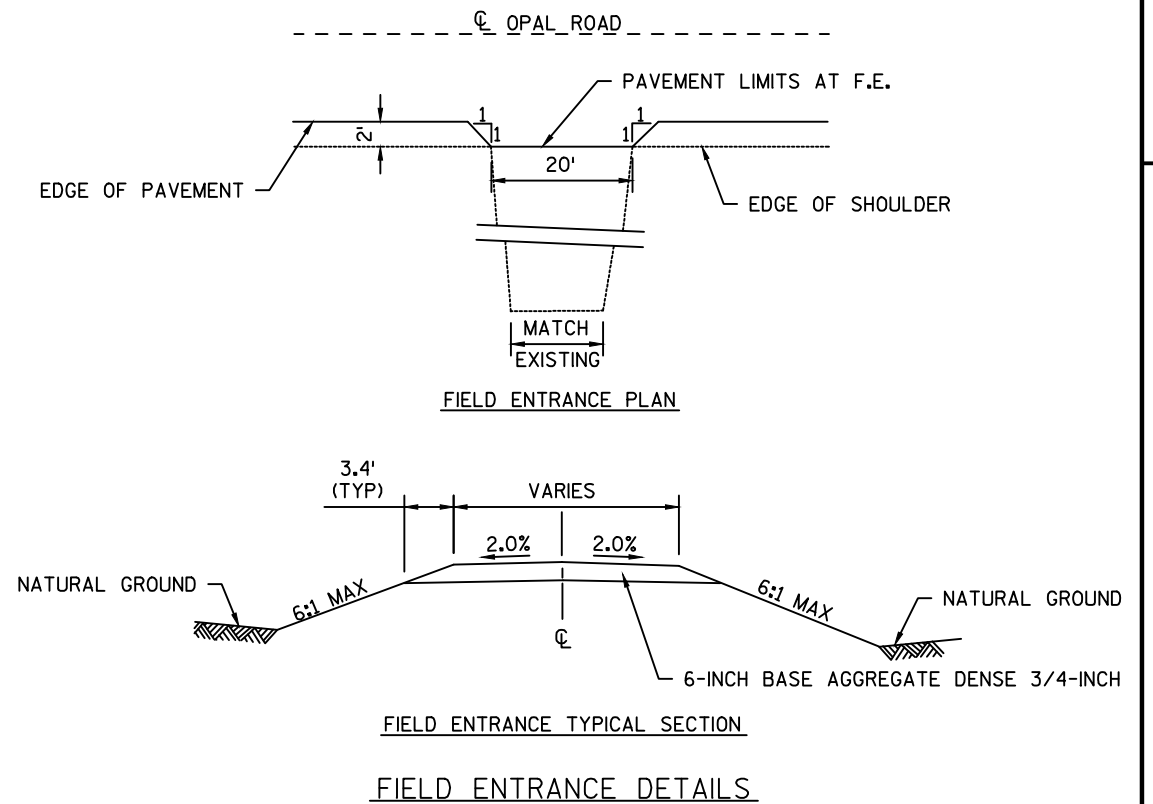 ℄ OPAL ROAD
PAVEMENT LIMITS AT F.E.
1
1
2'
1
1
20'
EDGE OF PAVEMENT
EDGE OF SHOULDER
MATCH
EXISTING
FIELD ENTRANCE PLAN
3.4'
(TYP)
VARIES
2.0%
2.0%
NATURAL GROUND
6:1 MAX
6:1 MAX
NATURAL GROUND
℄
6-INCH BASE AGGREGATE DENSE 3/4-INCH
FIELD ENTRANCE TYPICAL SECTION
FIELD ENTRANCE DETAILS